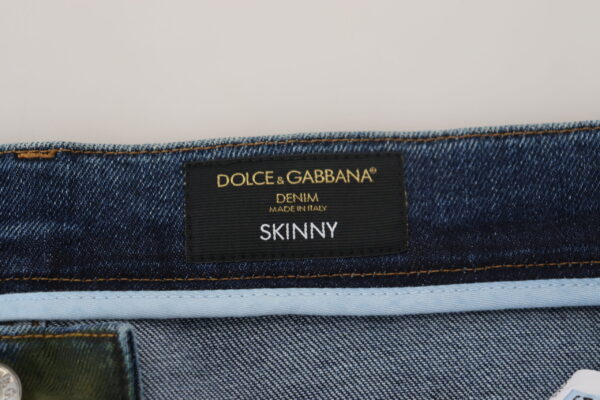 DOLCE & GABBANA®
DENIM
MADE IN ITALY
SKINNY